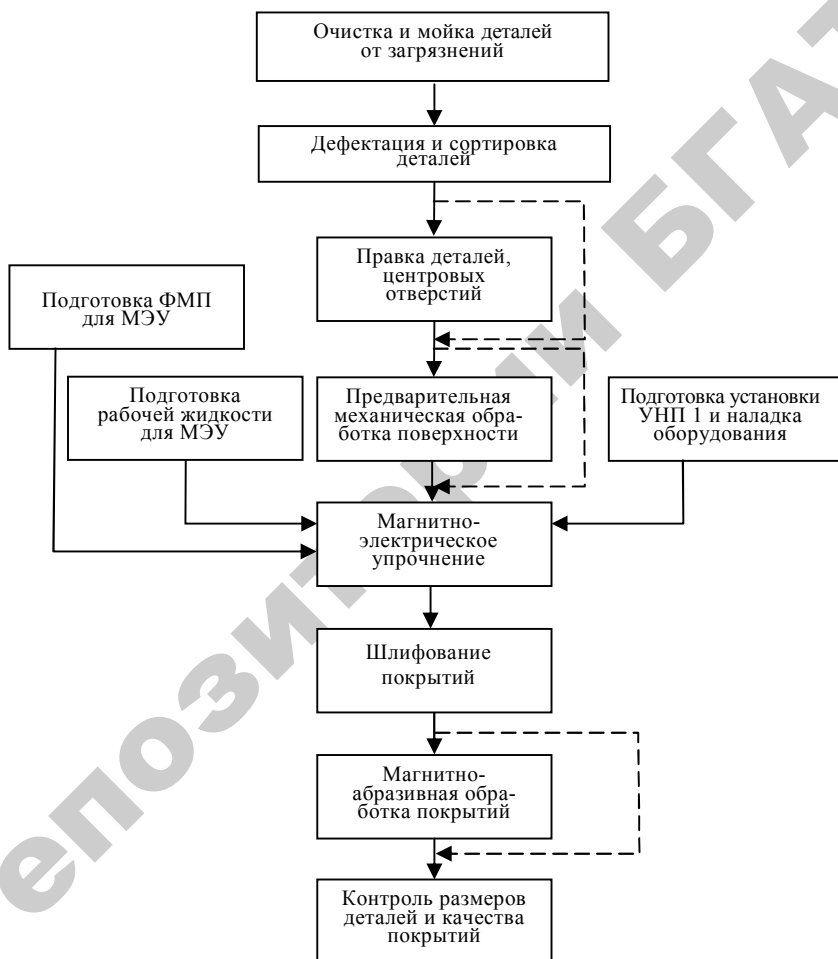 Очистка и мойка деталей
от загрязнений
Дефектация и сортировка
деталей
Правка деталей,
центровых
отверстий
Подготовка ФМП
для МЭУ
Подготовка
рабочей жидкости
для МЭУ
Предварительная
механическая обра-
ботка поверхности
Подготовка установки
УНП 1 и наладка
оборудования
Магнитно-
электрическое
упрочнение
Шлифование
покрытий
Магнитно-
абразивная обра-
ботка покрытий
Контроль размеров
деталей и качества
покрытий